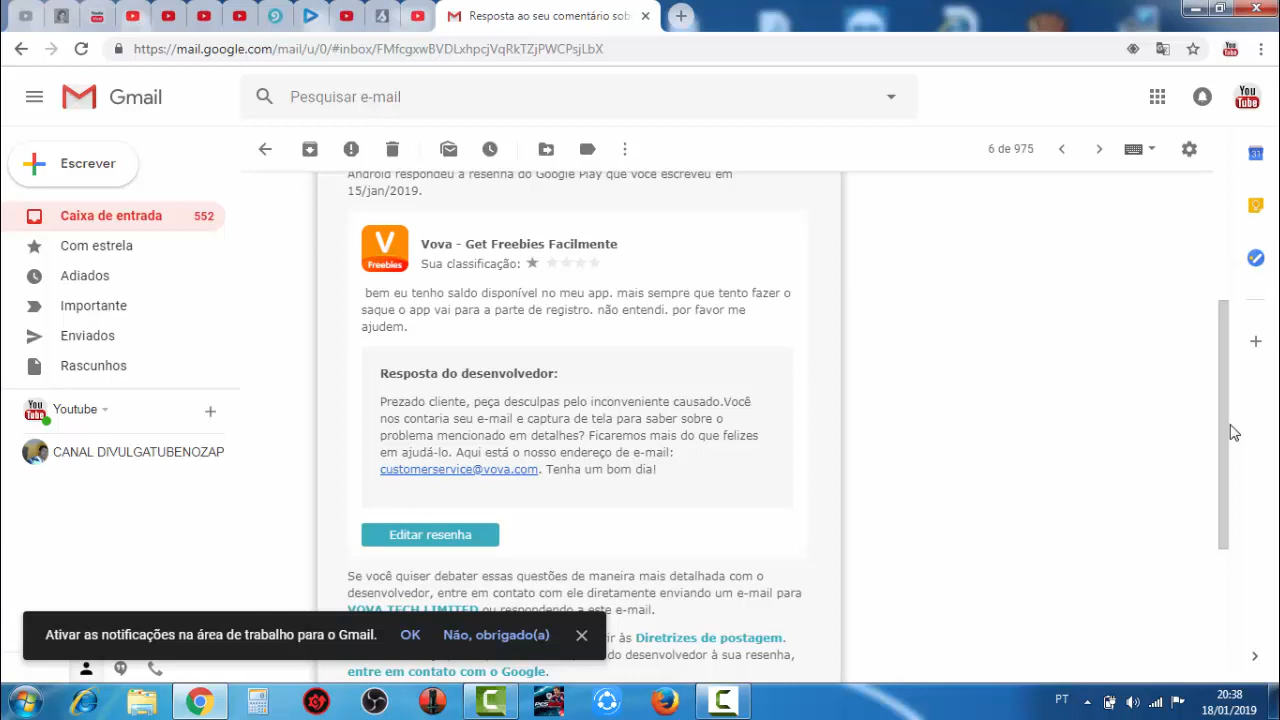 Resposta ao seu comentário sob
https://mail.google.com/mail/u/0/#inbox/FMfcgxwBVDLxhpcjVqRkTZjPWCPsjLbX
Gmail
Pesquisar e-mail
You
Tube
Escrever
6 de 975
Caixa de entrada 552
Com estrela
Adiados
Importante
Enviados
Rascunhos
Youtube
CANAL DIVULGATUBENOZAP
Android respondeu a resenha do Google Play que você escreveu em
15/jan/2019.
V
Freebies
Vova - Get Freebies Facilmente
Sua classificação:
bem eu tenho saldo disponível no meu app. mais sempre que tento fazer o
saque o app vai para a parte de registro. não entendi. por favor me
ajudem.
Resposta do desenvolvedor:
Prezado cliente, peça desculpas pelo inconveniente causado.Você
nos contaria seu e-mail e captura de tela para saber sobre o
problema mencionado em detalhes? Ficaremos mais do que felizes
em ajudá-lo. Aqui está o nosso endereço de e-mail:
customerservice@vova.com. Tenha um bom dia!
Editar resenha
Se você quiser debater essas questões de maneira mais detalhada com o
desenvolvedor, entre em contato com ele diretamente enviando um e-mail para
VOVA TECH LIMITED ou respondendo a este e-mail.
às Diretrizes de postagem.
do desenvolvedor à sua resenha,
entre em contato com o Google.
Ativar as notificações na área de trabalho para o Gmail. OK Não, obrigado(a)
31
PT
20:38
18/01/2019